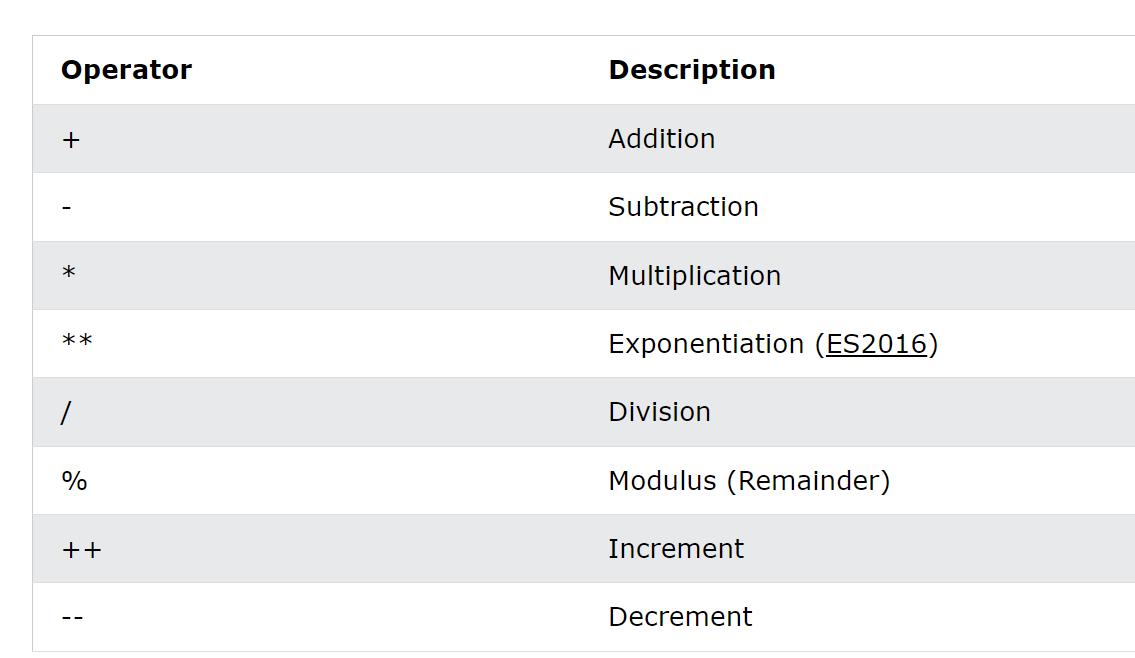 Operator Description
+ Addition
- Subtraction
* Multiplication
** Exponentiation (ES2016)
/ Division
% Modulus (Remainder)
++ Increment
-- Decrement